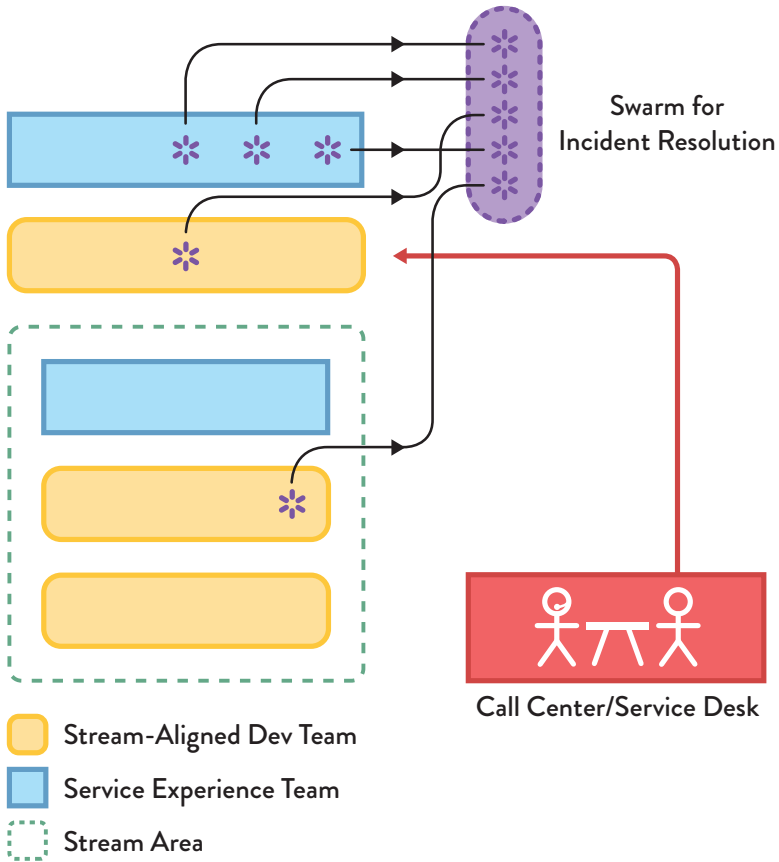 Swarm for
Incident Resolution
Call Center/Service Desk
Stream-Aligned Dev Team
Service Experience Team
Stream Area